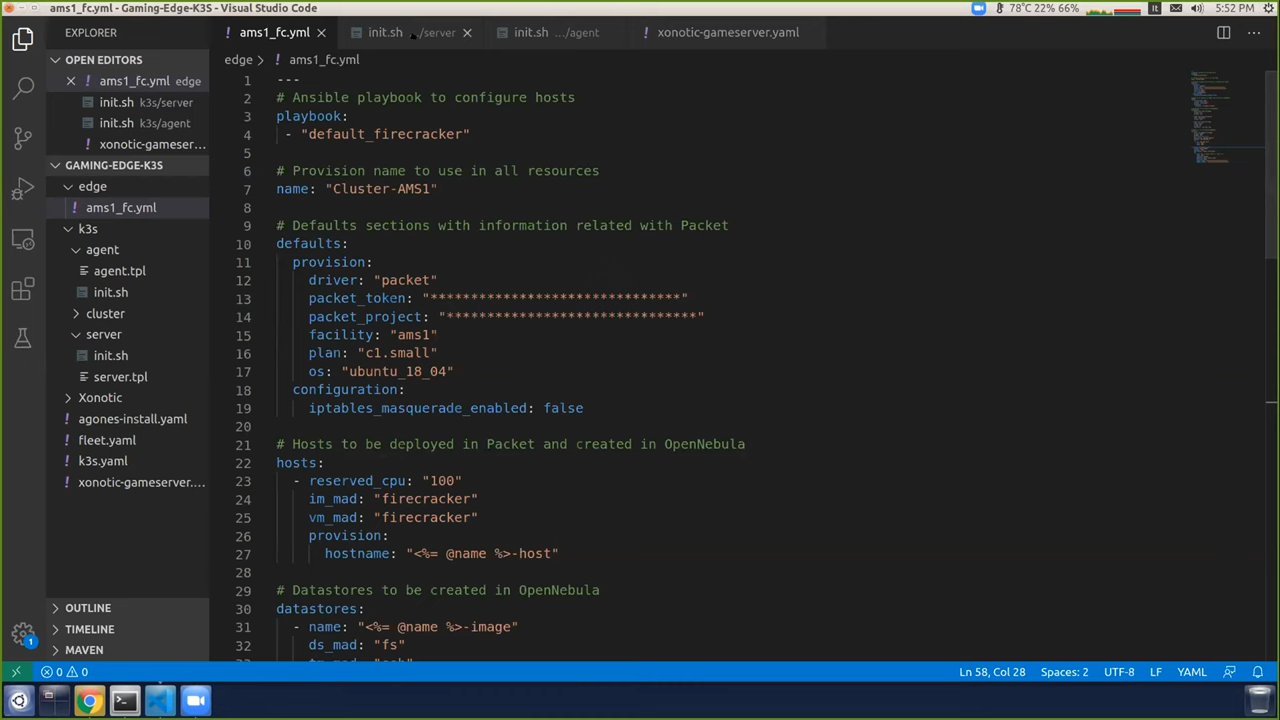 ams1_fc.yml - Gaming-Edge-K3S - Visual Studio Code
78°C 22% 66%
It
5:52 PM
EXPLORER
ams1_fc.yml
init.sh .../server
init.sh .../agent
xonotic-gameserver.yaml
OPEN EDITORS
ams1_fc.yml edge
init.sh k3s/server
init.sh k3s/agent
xonotic-gameser...
GAMING-EDGE-K3S
edge
ams1_fc.yml
k3s
agent
agent.tpl
init.sh
cluster
server
init.sh
server.tpl
Xonotic
agones-install.yaml
fleet.yaml
k3s.yaml
xonotic-gameserver....
OUTLINE
TIMELINE
MAVEN
edge > ams1_fc.yml
1 ---
2 # Ansible playbook to configure hosts
3 playbook:
4 - "default_firecracker"
5
6 # Provision name to use in all resources
7 name: "Cluster-AMS1"
8
9 # Defaults sections with information related with Packet
10 defaults:
11 provision:
12 driver: "packet"
13 packet_token: "*******************************"
14 packet_project: "*******************************"
15 facility: "ams1"
16 plan: "c1.small"
17 os: "ubuntu_18_04"
18 configuration:
19 iptables_masquerade_enabled: false
20
21 # Hosts to be deployed in Packet and created in OpenNebula
22 hosts:
23 - reserved_cpu: "100"
24 im_mad: "firecracker"
25 vm_mad: "firecracker"
26 provision:
27 hostname: "<%= @name %>-host"
28
29 # Datastores to be created in OpenNebula
30 datastores:
31 - name: "<%= @name %>-image"
32 ds_mad: "fs"
1
0 0
Ln 58, Col 28
Spaces: 2
UTF-8
LF
YAML